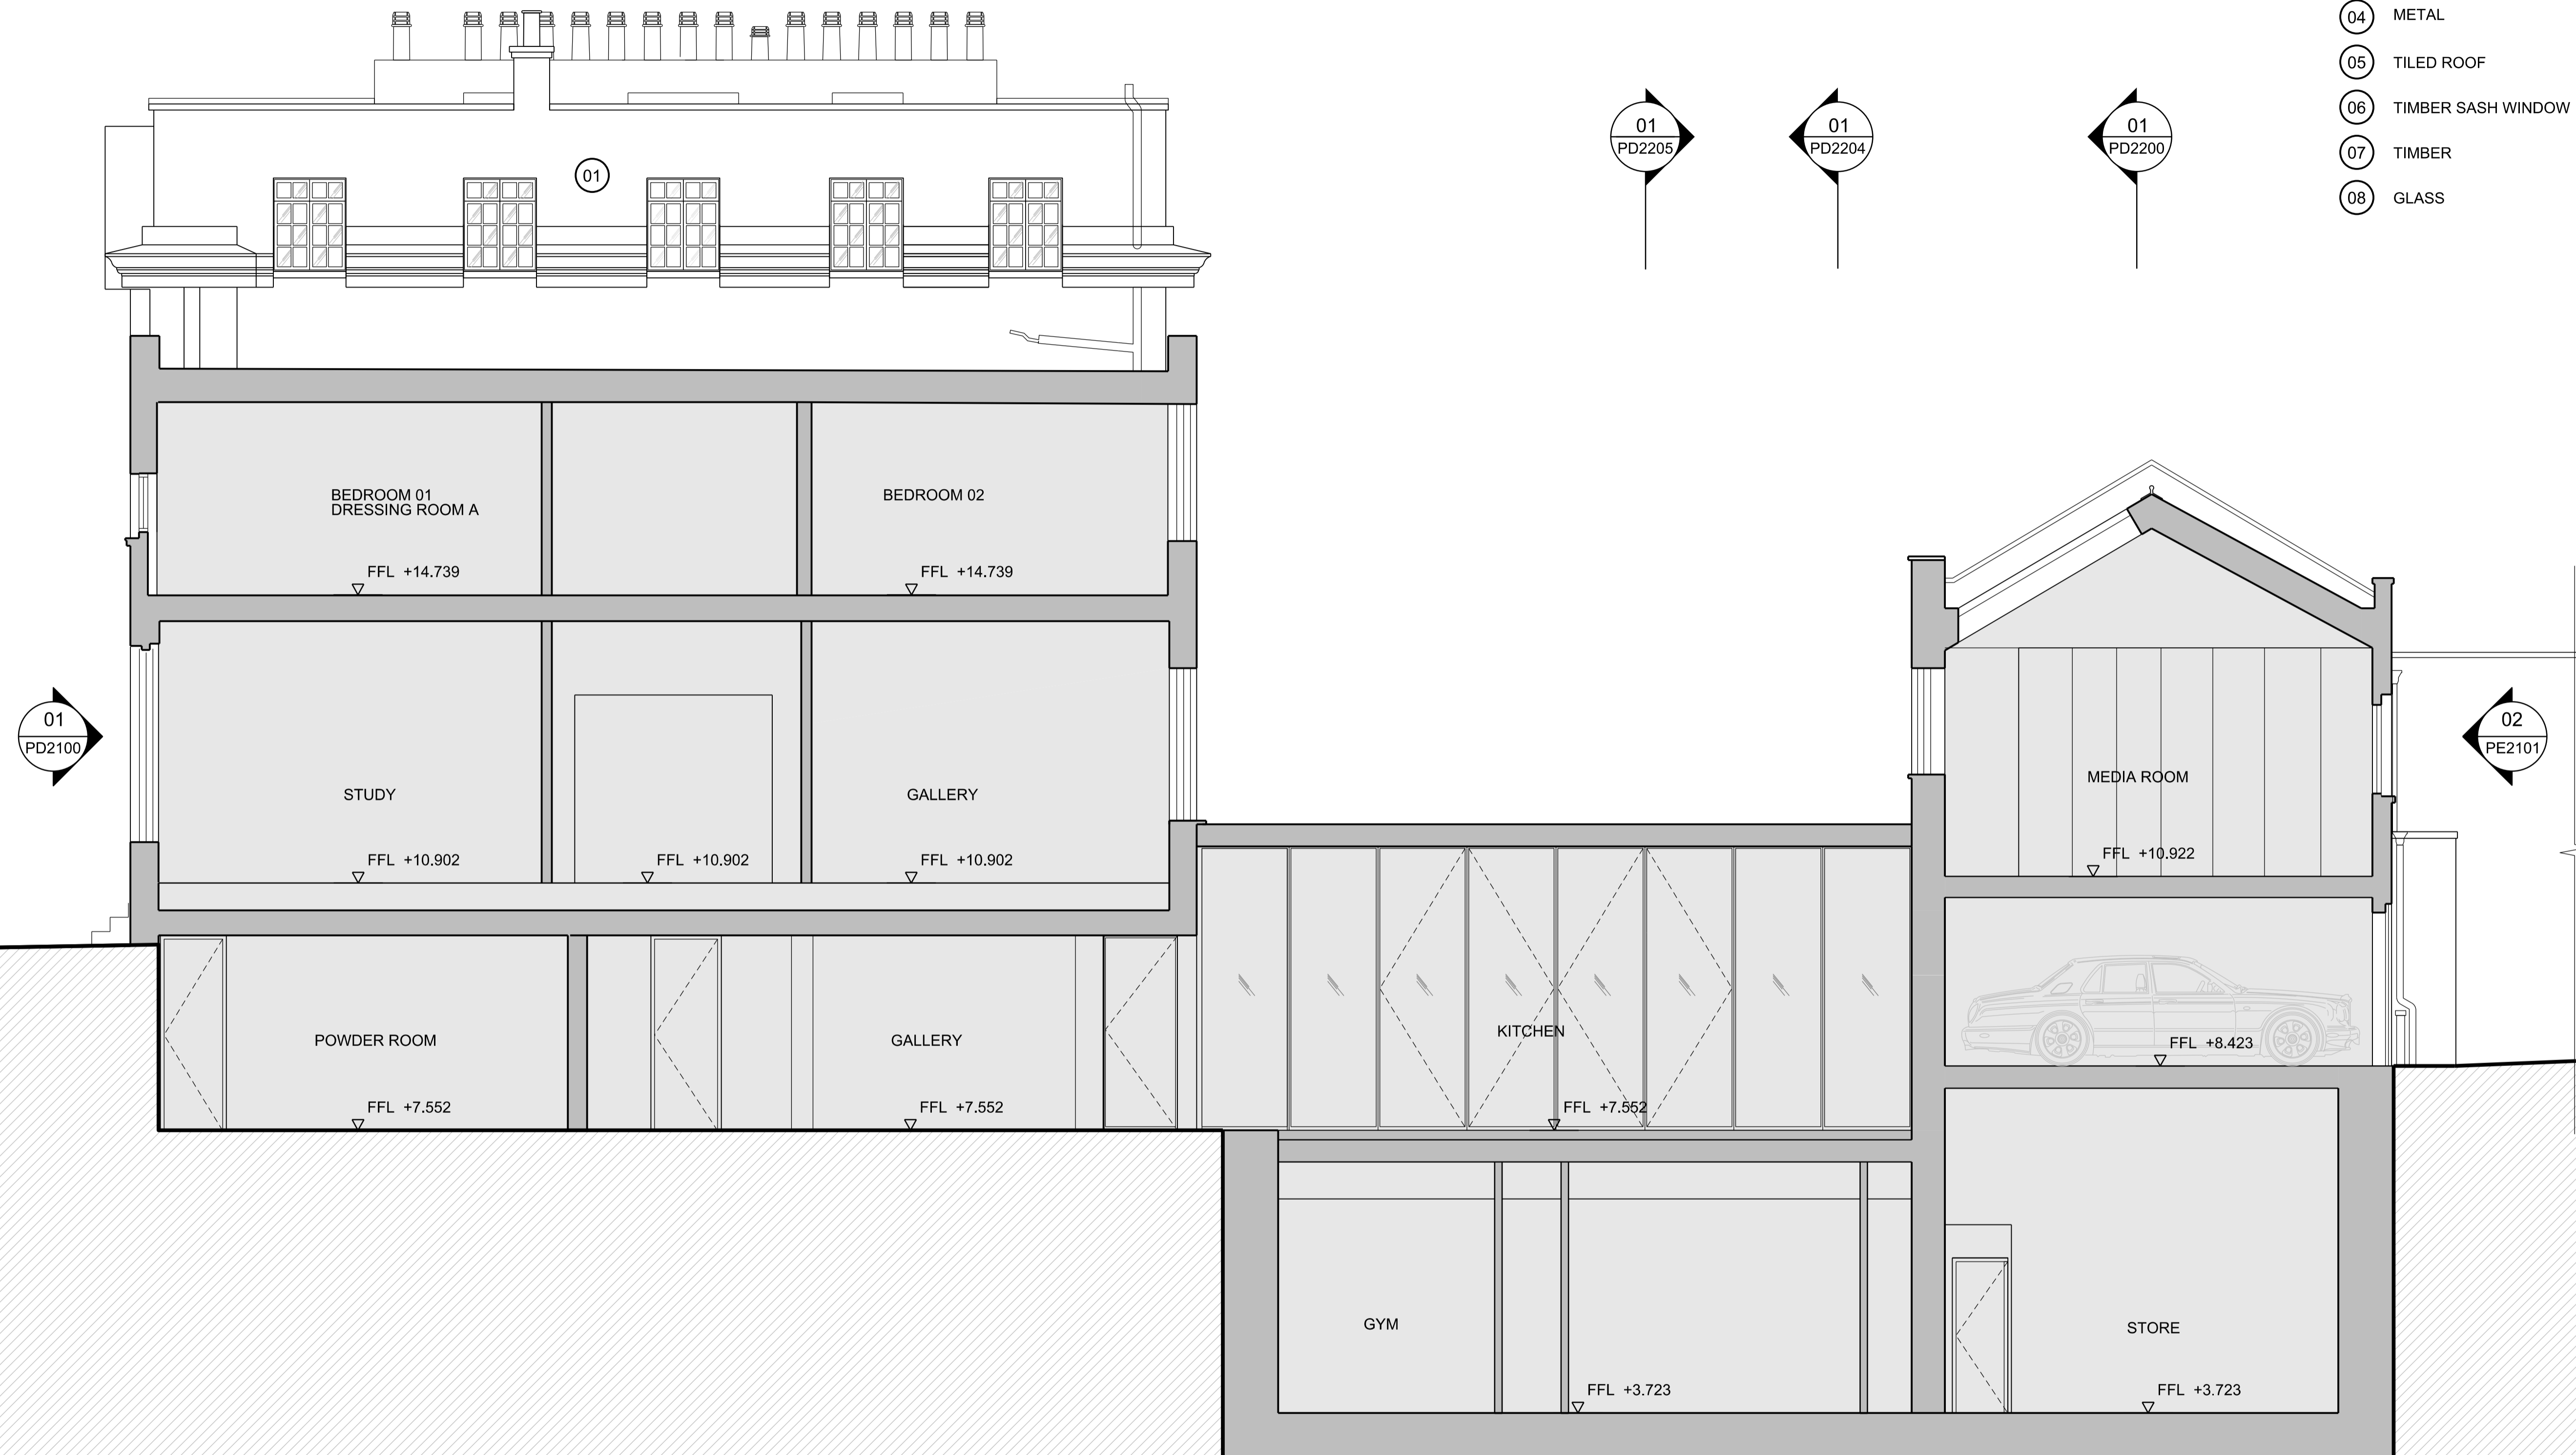 04 METAL
05 TILED ROOF
06 TIMBER SASH WINDOW
07 TIMBER
08 GLASS
01
PD2205
01
PD2204
01
PD2200
01
BEDROOM 01
DRESSING ROOM A
BEDROOM 02
FFL +14.739
FFL +14.739
01
PD2100
02
PE2101
MEDIA ROOM
STUDY
GALLERY
FFL +10.902
FFL +10.902
FFL +10.902
FFL +10.922
POWDER ROOM
GALLERY
KITCHEN
FFL +8.423
FFL +7.552
FFL +7.552
FFL +7.552
GYM
STORE
FFL +3.723
FFL +3.723